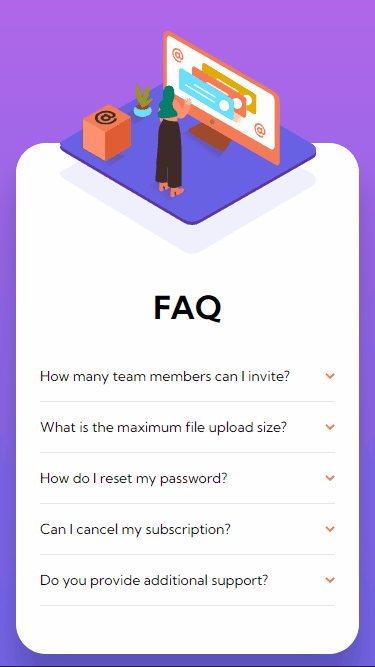 @
@
@
FAQ
How many team members can I invite?
What is the maximum file upload size?
How do I reset my password?
Can I cancel my subscription?
Do you provide additional support?